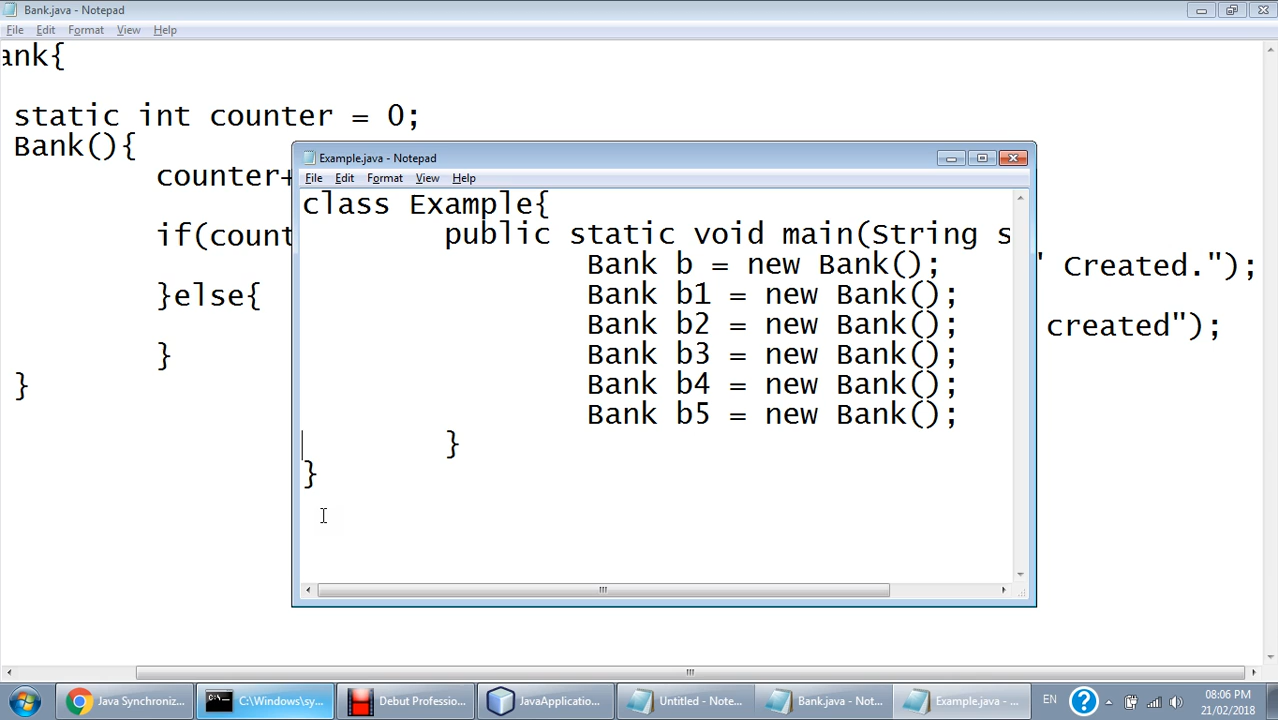 Bank.java - Notepad
File Edit Format View Help
ank{
static int counter = 0;
Bank(){
counter+
if(count
' Created.");
}else{
created");
}
}
Example.java - Notepad
File Edit Format View Help
class Example{
public static void main(String s
Bank b = new Bank();
Bank b1 = new Bank();
Bank b2 = new Bank();
Bank b3 = new Bank();
Bank b4 = new Bank();
Bank b5 = new Bank();
}
}
Java Synchroniz...
C:\Windows\sy...
Debut Professio...
JavaApplicatio...
Untitled - Note...
Bank.java - Not...
Example.java - ...
EN
08:06 PM
21/02/2018